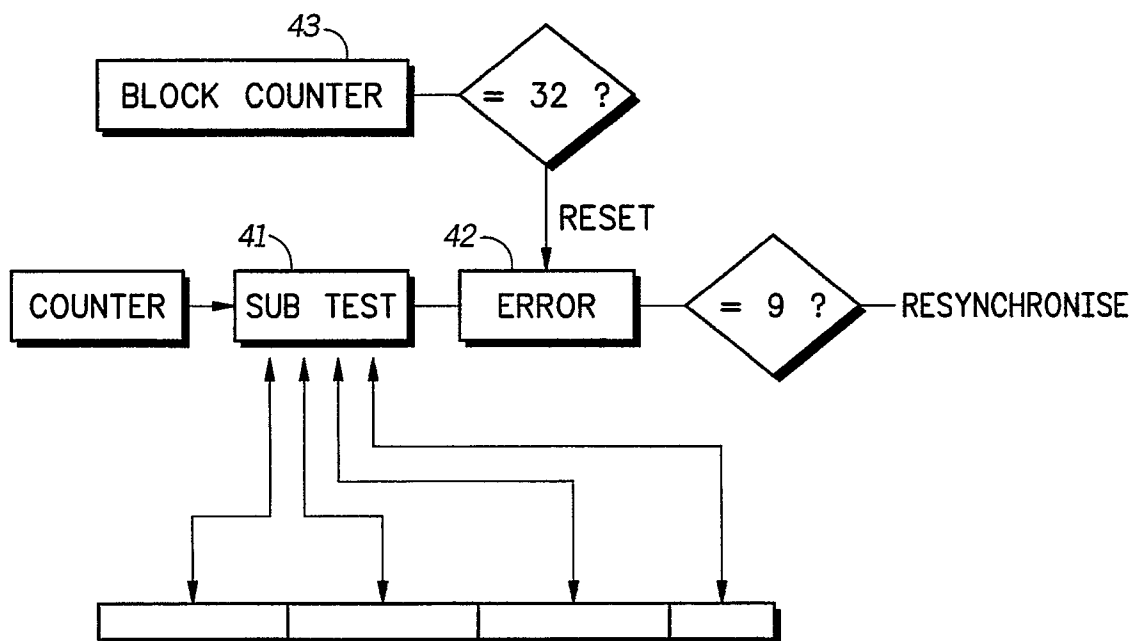 43
BLOCK COUNTER
= 32 ?
RESET
41
42
COUNTER
SUB TEST
ERROR
= 9 ?
RESYNCHRONISE